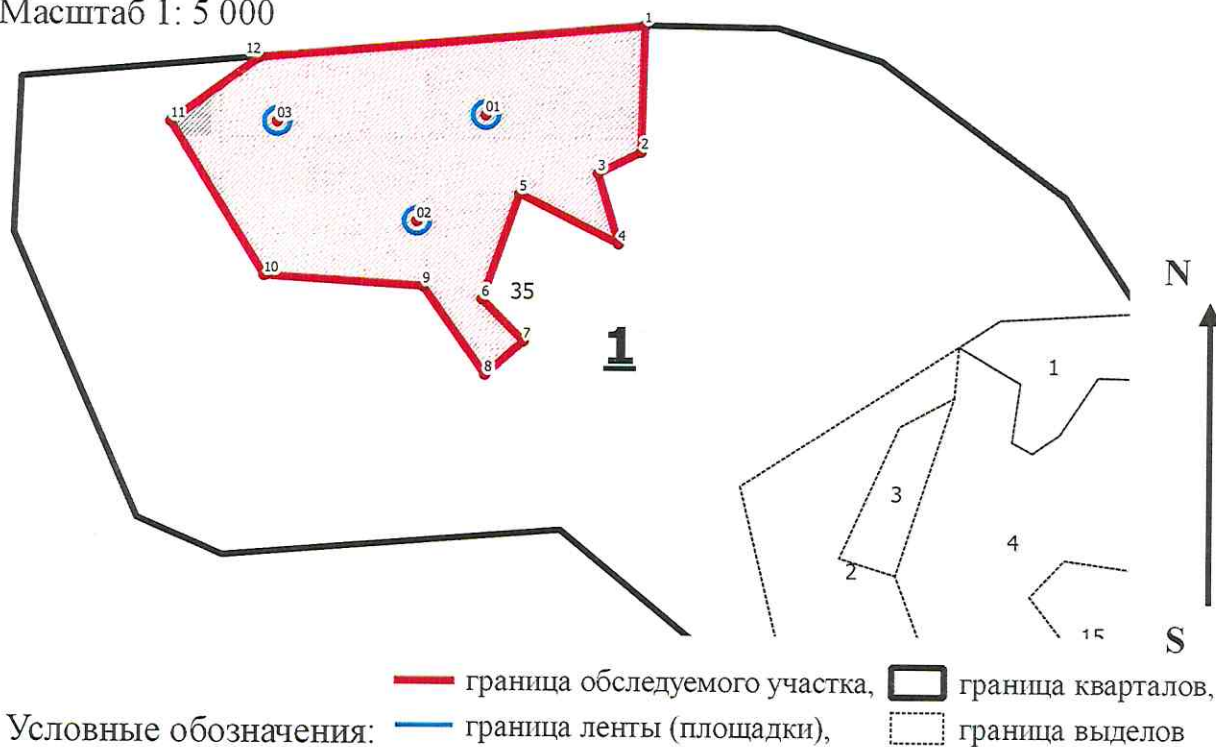 Масштаб 1: 5 000
1
12
11
03
01
2
3
5
02
4
10
9
6
35
7
8
1
N
1
3
4
2
15
S
граница обследуемого участка,
граница кварталов,
Условные обозначения:
граница ленты (площадки),
граница выделов